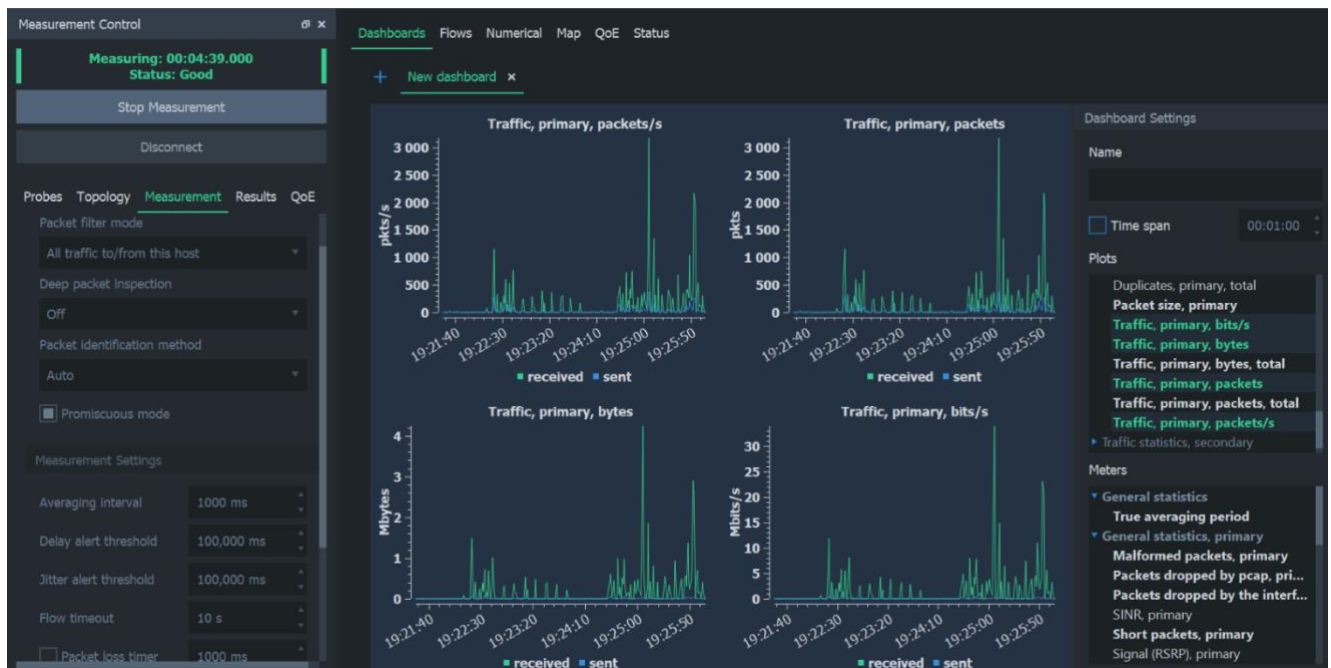 Measurement Control
Measuring: 00:04:39.000
Status: Good
Stop Measurement
Disconnect
Probes Topology Measurement Results QoE
Packet filter mode
All traffic to/from this host
Deep packet inspection
Off
Packet identification method
Auto
Promiscuous mode
Measurement Settings
Averaging interval 1000 ms
Delay alert threshold 100,000 ms
Jitter alert threshold 100,000 ms
Flow timeout 10 s
Packet loss timer 1000 ms
Dashboards Flows Numerical Map QoE Status
+ New dashboard ×
Traffic, primary, packets/s
pkts/s
3 000
2 500
2 000
1 500
1 000
500
0
19:21:40 19:22:30 19:23:20 19:24:10 19:25:00 19:25:50
received sent
Traffic, primary, packets
pkts
3 000
2 500
2 000
1 500
1 000
500
0
19:21:40 19:22:30 19:23:20 19:24:10 19:25:00 19:25:50
received sent
Traffic, primary, bytes
Mbytes
4
3
2
1
0
19:21:40 19:22:30 19:23:20 19:24:10 19:25:00 19:25:50
Traffic, primary, bits/s
Mbits/s
30
25
20
15
10
5
0
19:21:40 19:22:30 19:23:20 19:24:10 19:25:00 19:25:50
Dashboard Settings
Name
Time span 00:01:00
Plots
Duplicates, primary, total
Packet size, primary
Traffic, primary, bits/s
Traffic, primary, bytes
Traffic, primary, bytes, total
Traffic, primary, packets
Traffic, primary, packets, total
Traffic, primary, packets/s
Traffic statistics, secondary
Meters
General statistics
True averaging period
General statistics, primary
Malformed packets, primary
Packets dropped by pcap, pri...
Packets dropped by the interf...
SINR, primary
Short packets, primary
Signal (RSRP), primary